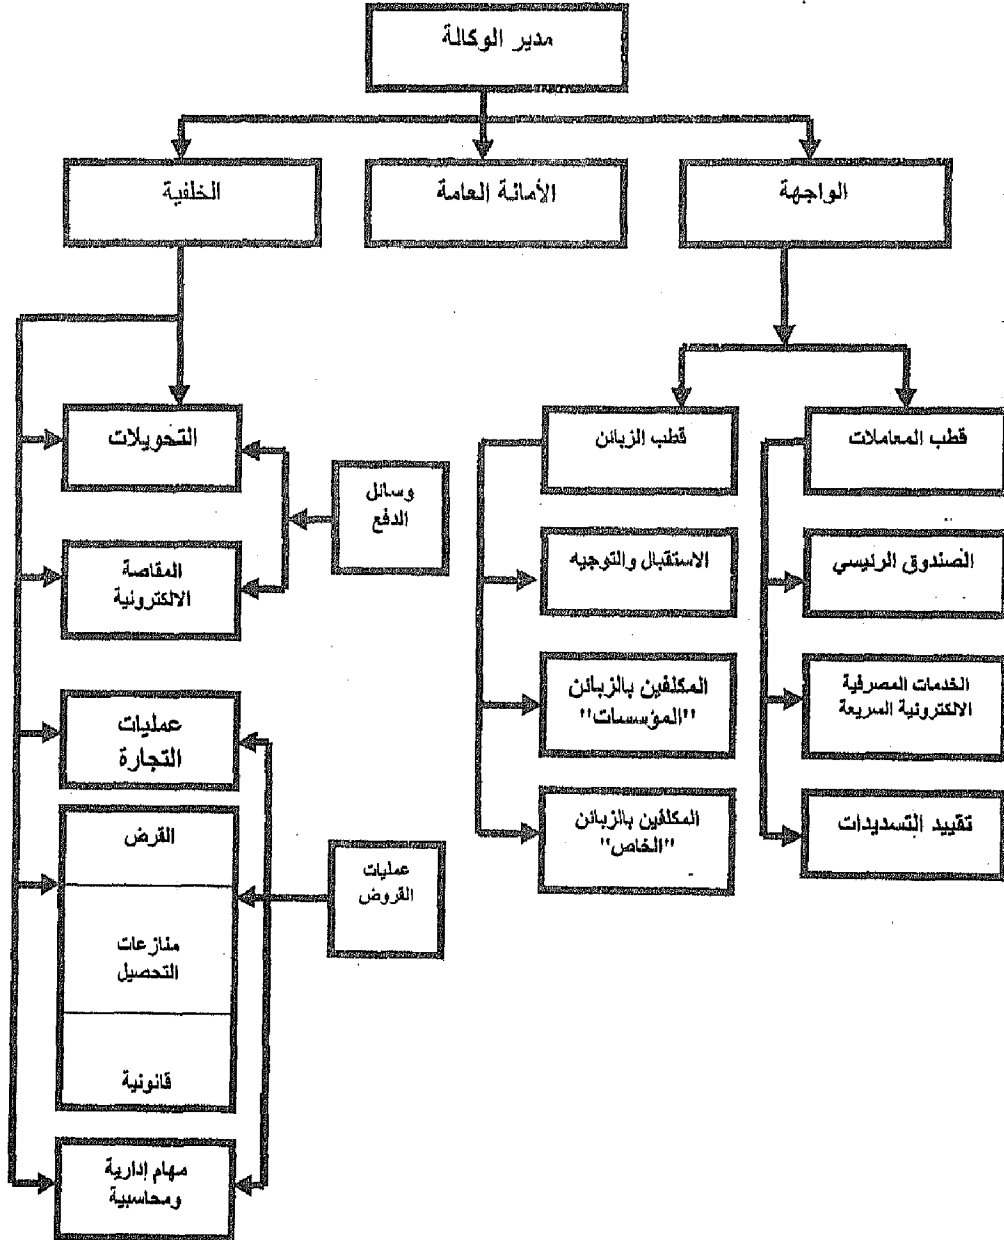 مدير الوكالة
الواجهة
الأمانة العامة
الخلفية
قطب المعاملات
الصندوق الرئيسي
الخدمات المصرفية
الالكترونية السريعة
تقييد التسديدات
قطب الزبائن
الاستقبال والتوجيه
المكلفين بالزبائن
"المؤسسات"
المكلفين بالزبائن
"الخاص"
وسائل
الدفع
التحويلات
المقاصة
الالكترونية
عمليات
القروض
عمليات
التجارة
القرض
منازعات
التحصيل
قانونية
مهام إدارية
ومحاسبية